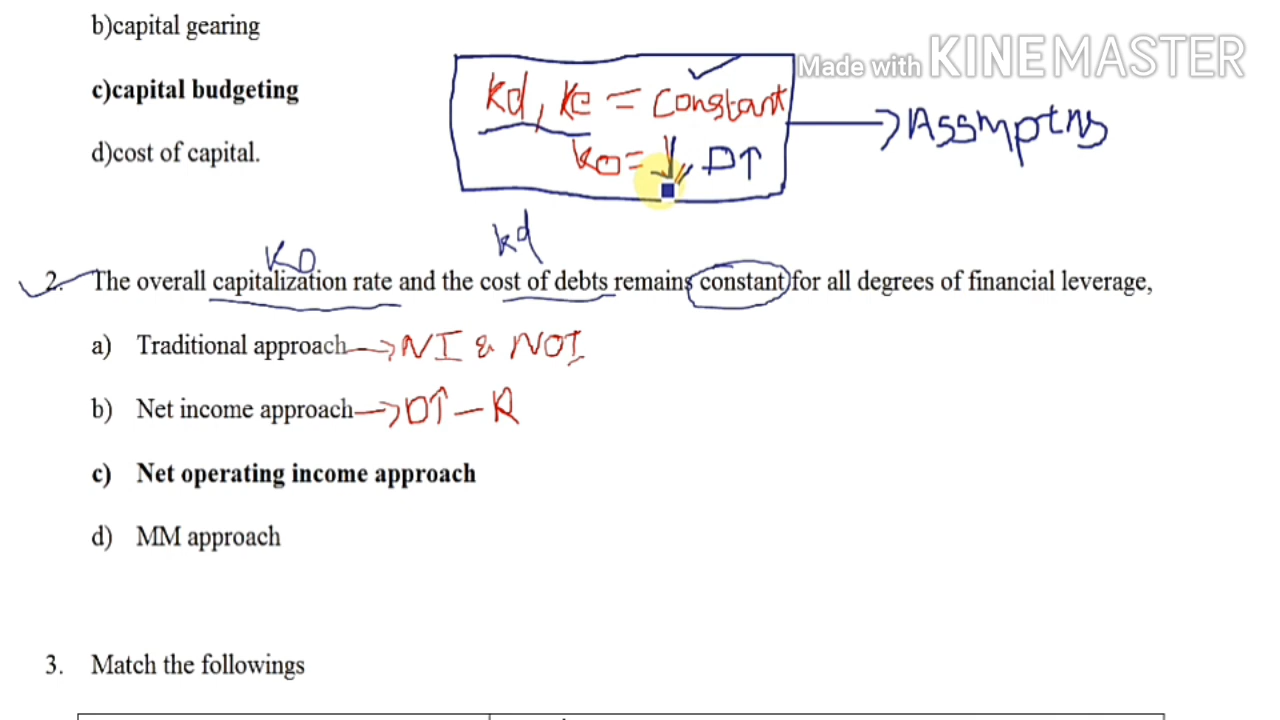 b)capital gearing
Made with KINEMASTER
c)capital budgeting
Kd, Ke = constant
→ Assmptns
d)cost of capital.
Ko = ↓, D↑
KO
kd
2. The overall capitalization rate and the cost of debts remains constant for all degrees of financial leverage,
a) Traditional approach → NI & NOI
b) Net income approach → D↑ – R
c) Net operating income approach
d) MM approach
3. Match the followings